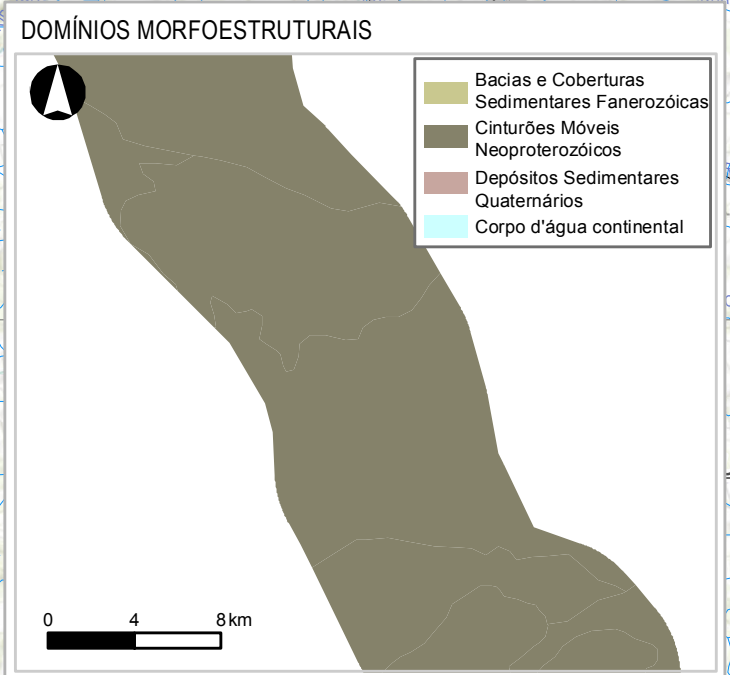 DOMÍNIOS MORFOESTRUTURAIS
Bacias e Coberturas
Sedimentares Fanerozóicas
Cinturões Móveis
Neoproterozóicos
Depósitos Sedimentares
Quaternários
Corpo d'água continental
0 4 8 km